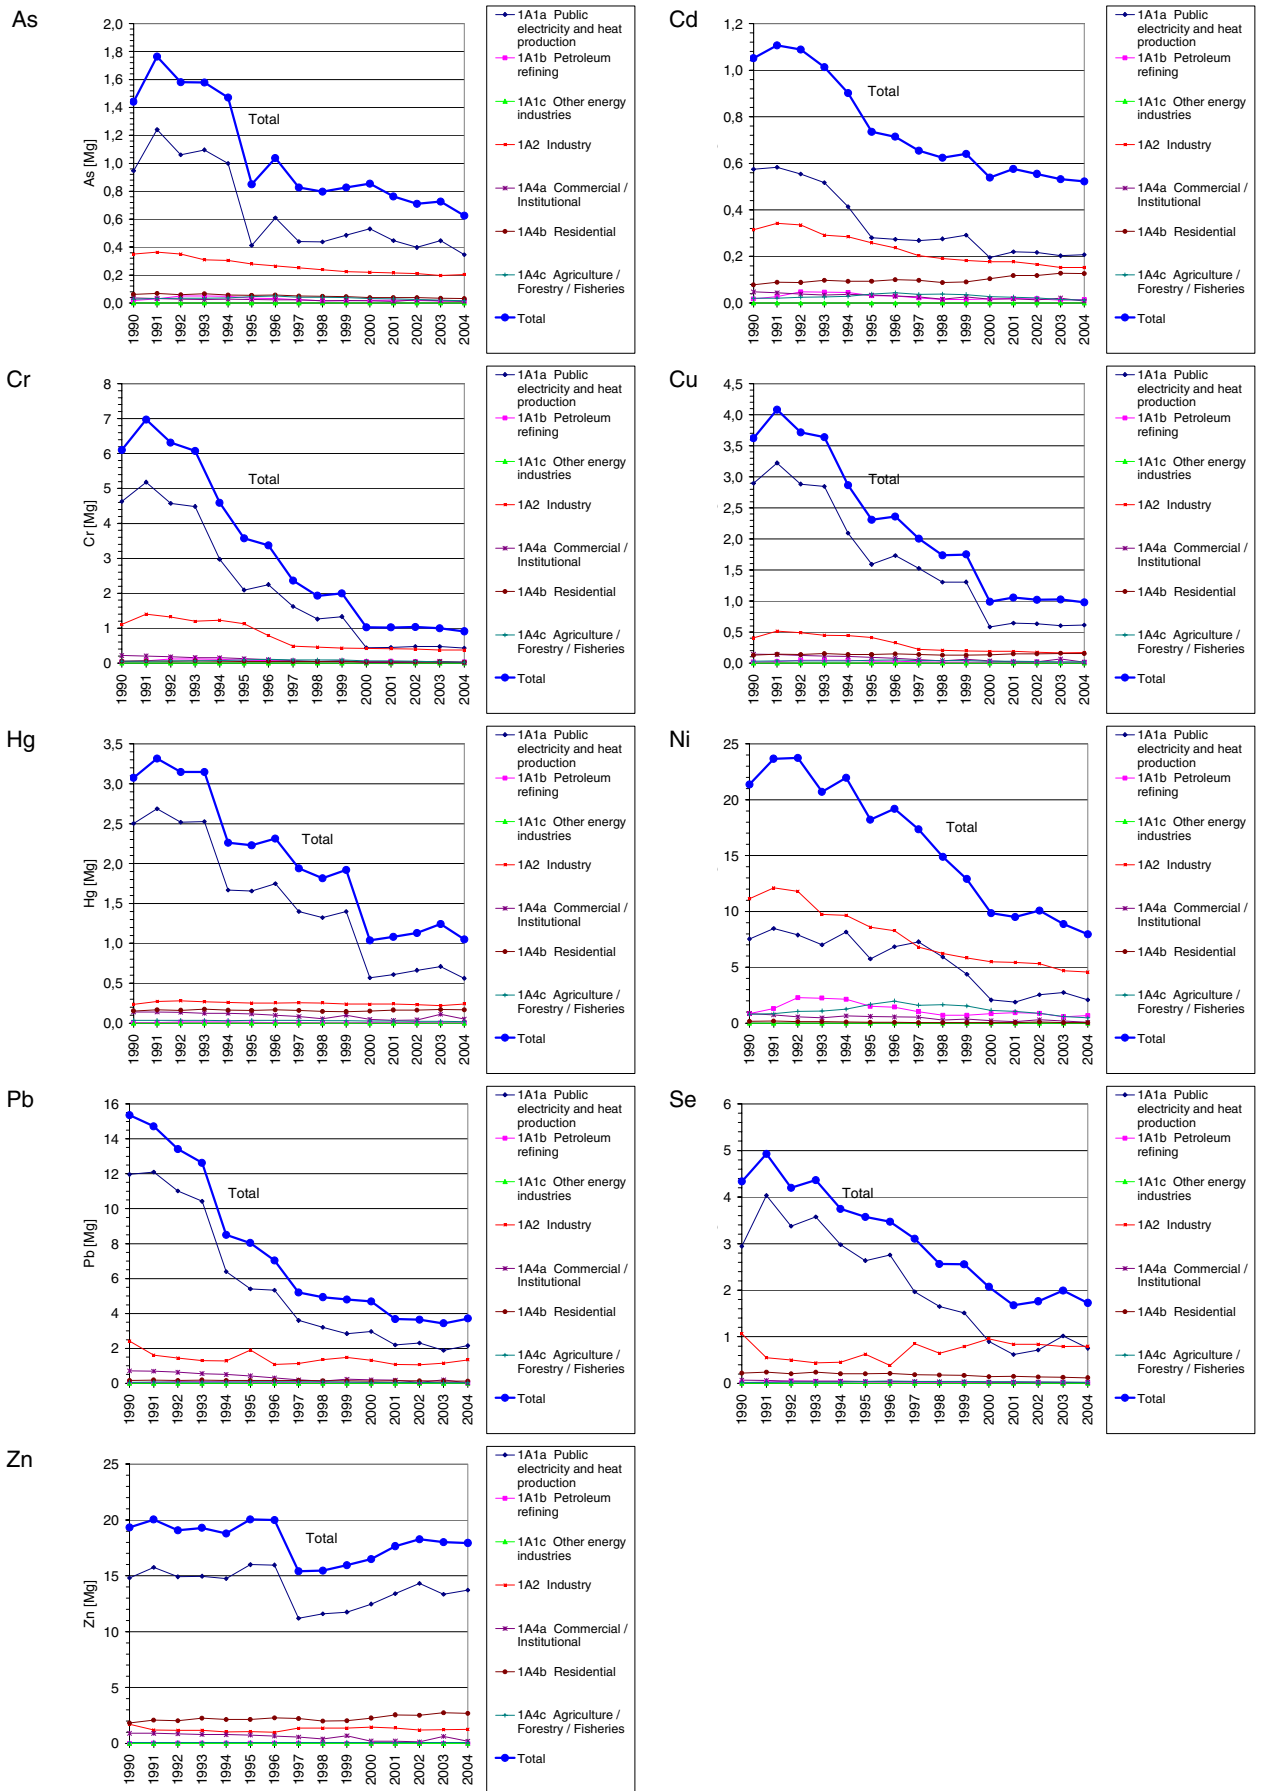 As
As [Mg]
2,0
1,8
1,6
1,4
1,2
1,0
0,8
0,6
0,4
0,2
0,0
Total
1990 1991 1992 1993 1994 1995 1996 1997 1998 1999 2000 2001 2002 2003 2004
1A1a Public
electricity and heat
production
1A1b Petroleum
refining
1A1c Other energy
industries
1A2 Industry
1A4a Commercial /
Institutional
1A4b Residential
1A4c Agriculture /
Forestry / Fisheries
Total
Cd
1,2
1,0
0,8
0,6
0,4
0,2
0,0
Total
1990 1991 1992 1993 1994 1995 1996 1997 1998 1999 2000 2001 2002 2003 2004
1A1a Public
electricity and heat
production
1A1b Petroleum
refining
1A1c Other energy
industries
1A2 Industry
1A4a Commercial /
Institutional
1A4b Residential
1A4c Agriculture /
Forestry / Fisheries
Total
Cr
Cr [Mg]
8
7
6
5
4
3
2
1
0
Total
1990 1991 1992 1993 1994 1995 1996 1997 1998 1999 2000 2001 2002 2003 2004
1A1a Public
electricity and heat
production
1A1b Petroleum
refining
1A1c Other energy
industries
1A2 Industry
1A4a Commercial /
Institutional
1A4b Residential
1A4c Agriculture /
Forestry / Fisheries
Total
Cu
4,5
4,0
3,5
3,0
2,5
2,0
1,5
1,0
0,5
0,0
Total
1990 1991 1992 1993 1994 1995 1996 1997 1998 1999 2000 2001 2002 2003 2004
1A1a Public
electricity and heat
production
1A1b Petroleum
refining
1A1c Other energy
industries
1A2 Industry
1A4a Commercial /
Institutional
1A4b Residential
1A4c Agriculture /
Forestry / Fisheries
Total
Hg
Hg [Mg]
3,5
3,0
2,5
2,0
1,5
1,0
0,5
0,0
Total
1990 1991 1992 1993 1994 1995 1996 1997 1998 1999 2000 2001 2002 2003 2004
1A1a Public
electricity and heat
production
1A1b Petroleum
refining
1A1c Other energy
industries
1A2 Industry
1A4a Commercial /
Institutional
1A4b Residential
1A4c Agriculture /
Forestry / Fisheries
Total
Ni
25
20
15
10
5
0
Total
1990 1991 1992 1993 1994 1995 1996 1997 1998 1999 2000 2001 2002 2003 2004
1A1a Public
electricity and heat
production
1A1b Petroleum
refining
1A1c Other energy
industries
1A2 Industry
1A4a Commercial /
Institutional
1A4b Residential
1A4c Agriculture /
Forestry / Fisheries
Total
Pb
Pb [Mg]
16
14
12
10
8
6
4
2
0
Total
1990 1991 1992 1993 1994 1995 1996 1997 1998 1999 2000 2001 2002 2003 2004
1A1a Public
electricity and heat
production
1A1b Petroleum
refining
1A1c Other energy
industries
1A2 Industry
1A4a Commercial /
Institutional
1A4b Residential
1A4c Agriculture /
Forestry / Fisheries
Total
Se
6
5
4
3
2
1
0
Total
1990 1991 1992 1993 1994 1995 1996 1997 1998 1999 2000 2001 2002 2003 2004
1A1a Public
electricity and heat
production
1A1b Petroleum
refining
1A1c Other energy
industries
1A2 Industry
1A4a Commercial /
Institutional
1A4b Residential
1A4c Agriculture /
Forestry / Fisheries
Total
Zn
Zn [Mg]
25
20
15
10
5
0
Total
1990 1991 1992 1993 1994 1995 1996 1997 1998 1999 2000 2001 2002 2003 2004
1A1a Public
electricity and heat
production
1A1b Petroleum
refining
1A1c Other energy
industries
1A2 Industry
1A4a Commercial /
Institutional
1A4b Residential
1A4c Agriculture /
Forestry / Fisheries
Total